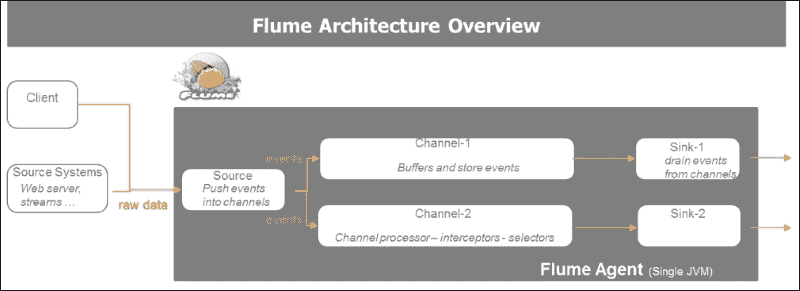 Flume Architecture Overview
FLUME
Client
Source Systems
Web server,
streams ...
raw data
Source
Push events
into channels
events
events
Channel-1
Buffers and store events
Channel-2
Channel processor – interceptors - selectors
Sink-1
drain events
from channels
Sink-2
Flume Agent (Single JVM)